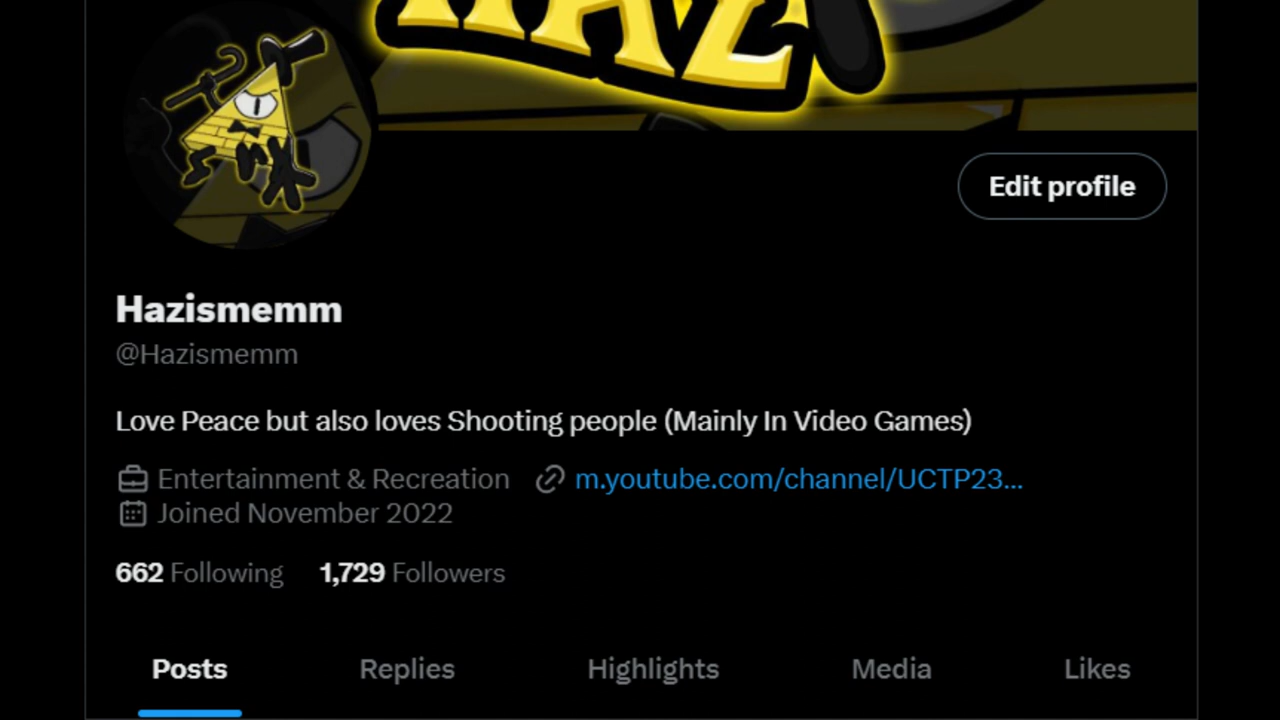 HAZ
Edit profile
Hazismemm
@Hazismemm
Love Peace but also loves Shooting people (Mainly In Video Games)
Entertainment & Recreation m.youtube.com/channel/UCTP23...
Joined November 2022
662 Following 1,729 Followers
Posts Replies Highlights Media Likes